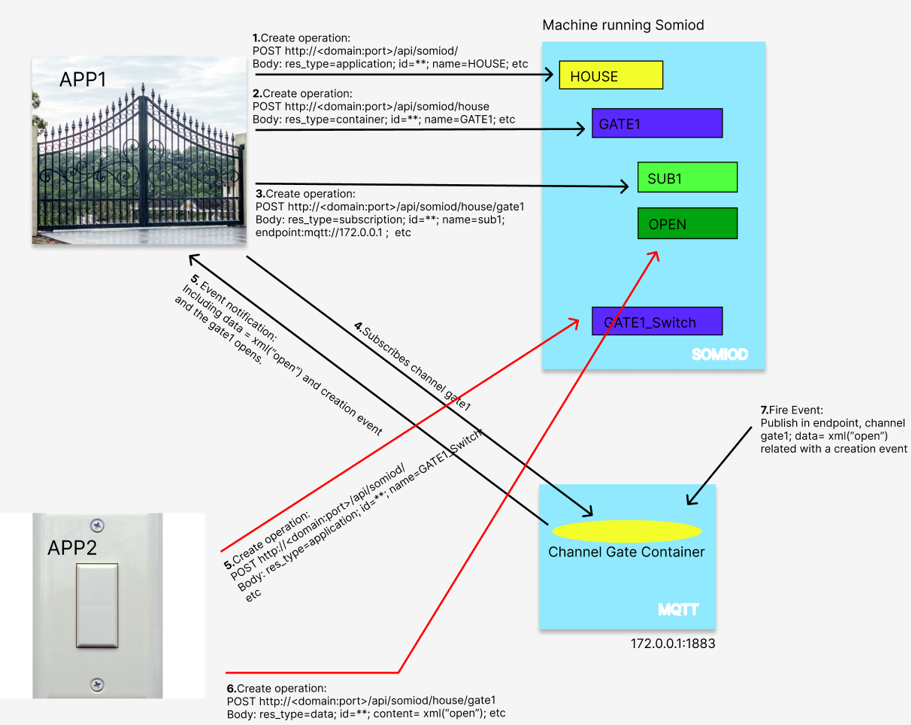 Machine running Somiod
1.Create operation:
POST http://<domain:port>/api/somiod/
Body: res_type=application; id=**; name=HOUSE; etc
APP1
HOUSE
2.Create operation:
POST http://<domain:port>/api/somiod/house
Body: res_type=container; id=**; name=GATE1; etc
GATE1
SUB1
3.Create operation:
POST http://<domain:port>/api/somiod/house/gate1
Body: res_type=subscription; id=**; name=sub1;
endpoint:mqtt://172.0.0.1 ;  etc
OPEN
5. Event notification:
Including data = xml("open") and creation event
and the gate1 opens.
4.Subscribes channel gate1
GATE1_Switch
SOMIOD
7.Fire Event:
Publish in endpoint, channel
gate1; data= xml("open")
related with a creation event
5.Create operation:
POST http://<domain:port>/api/somiod/
Body: res_type=application; id=**; name=GATE1_Switch;
etc
APP2
Channel Gate Container
MQTT
172.0.0.1:1883
6.Create operation:
POST http://<domain:port>/api/somiod/house/gate1
Body: res_type=data; id=**; content= xml("open"); etc